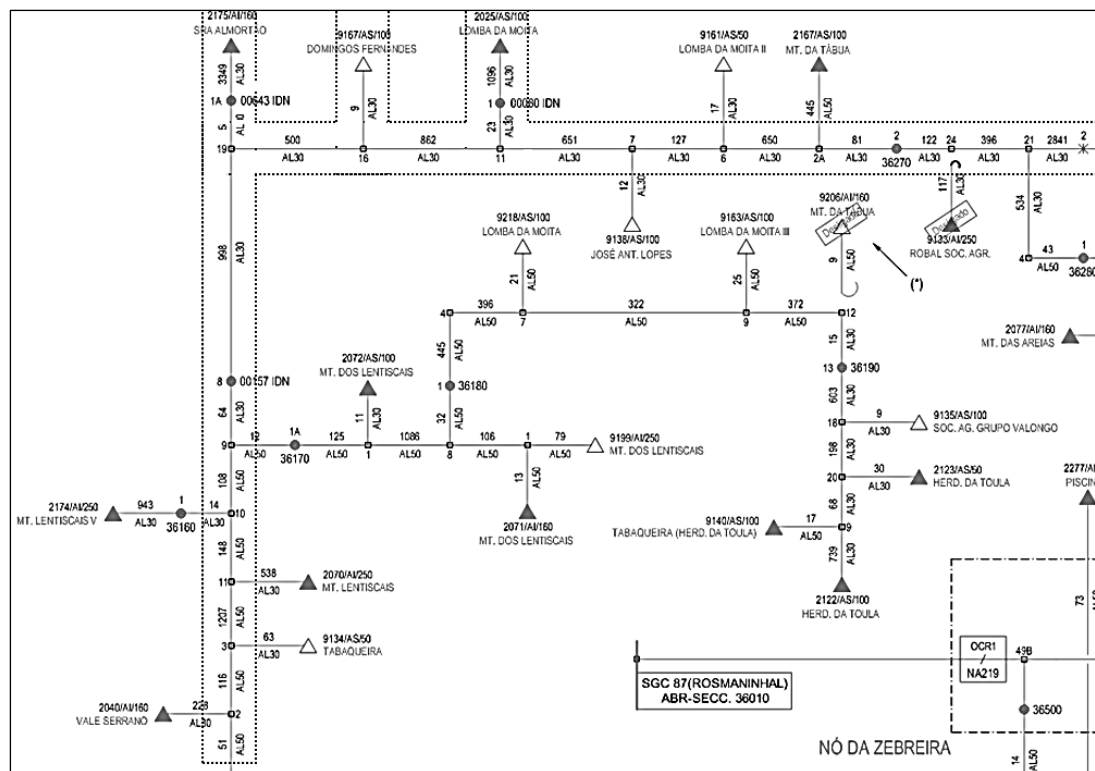 2175/AI/160
SRA ALMORTÃO
9167/AS/100
DOMINGOS FERNANDES
2025/AS/100
LOMBA DA MOITA
9161/AS/50
LOMBA DA MOITA II
2167/AS/100
MT. DA TÁBUA
3349
AL30
1A
00643 IDN
5
9
AL30
1096
AL30
1
00060 IDN
23
AL30
17
AL30
445
AL50
19
500
AL30
16
862
AL30
11
651
AL30
7
127
AL30
6
650
AL30
2A
81
AL30
2
36270
122
AL30
24
396
AL30
21
2841
AL30
2
12
AL30
9138/AS/100
JOSÉ ANT. LOPES
117
AL30
Desligado
9133/AI/250
ROBAL SOC. AGR.
534
AL30
4
43
AL50
1
36280
998
AL30
9218/AS/100
LOMBA DA MOITA
21
AL50
9163/AS/100
LOMBA DA MOITA III
25
AL50
9206/AI/160
MT. DA TÁBUA
9
AL50
(*)
4
396
AL50
7
322
AL50
9
372
AL50
12
2077/AI/160
MT. DAS AREIAS
445
AL50
1
36180
32
AL50
15
AL30
13
36190
603
AL30
8
00157 IDN
64
AL30
2072/AS/100
MT. DOS LENTISCAIS
11
AL30
9
12
AL50
1A
36170
125
AL50
1
1086
AL50
8
106
AL50
1
79
AL50
9199/AI/250
MT. DOS LENTISCAIS
13
AL50
2071/AI/160
MT. DOS LENTISCAIS
18
9
AL30
9135/AS/100
SOC. AG. GRUPO VALONGO
198
AL30
20
30
AL30
2123/AS/50
HERD. DA TOULA
68
AL30
9140/AS/100
TABAQUEIRA (HERD. DA TOULA)
17
AL50
9
739
AL30
2122/AS/100
HERD. DA TOULA
108
AL50
2174/AI/250
MT. LENTISCAIS V
943
AL30
1
36160
14
AL30
10
148
AL50
11
538
AL30
2070/AI/250
MT. LENTISCAIS
1207
AL50
3
63
AL30
9134/AS/50
TABAQUEIRA
116
AL50
2040/AI/160
VALE SERRANO
2
51
AL50
73
SGC 87(ROSMANINHAL)
ABR-SECC. 36010
OCR1
NA219
49B
36500
14
AL50
NÓ DA ZEBREIRA